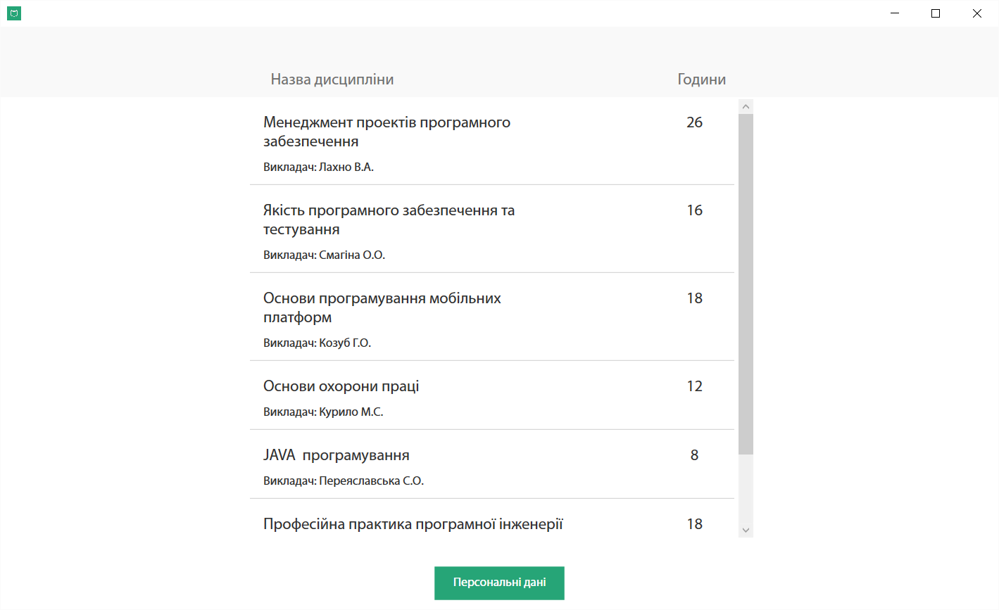 Назва дисципліни Години
Менеджмент проектів програмного 26
забезпечення
Викладач: Лахно В.А.
Якість програмного забезпечення та 16
тестування
Викладач: Смагіна О.О.
Основи програмування мобільних 18
платформ
Викладач: Козуб Г.О.
Основи охорони праці 12
Викладач: Курило М.С.
JAVA  програмування 8
Викладач: Переяславська С.О.
Професійна практика програмної інженерії 18
Персональні дані